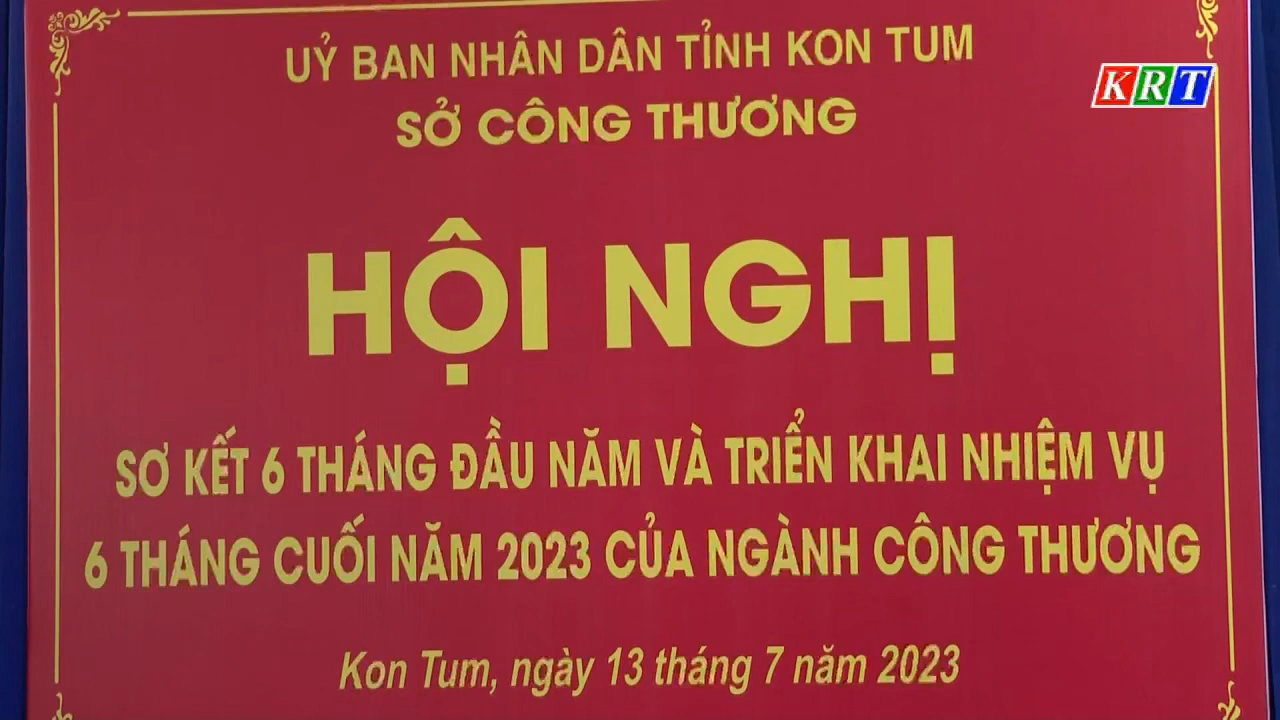 UỶ BAN NHÂN DÂN TỈNH KON TUM
KRT
SỞ CÔNG THƯƠNG
HỘI NGHỊ
SƠ KẾT 6 THÁNG ĐẦU NĂM VÀ TRIỂN KHAI NHIỆM VỤ
6 THÁNG CUỐI NĂM 2023 CỦA NGÀNH CÔNG THƯƠNG
Kon Tum, ngày 13 tháng 7 năm 2023